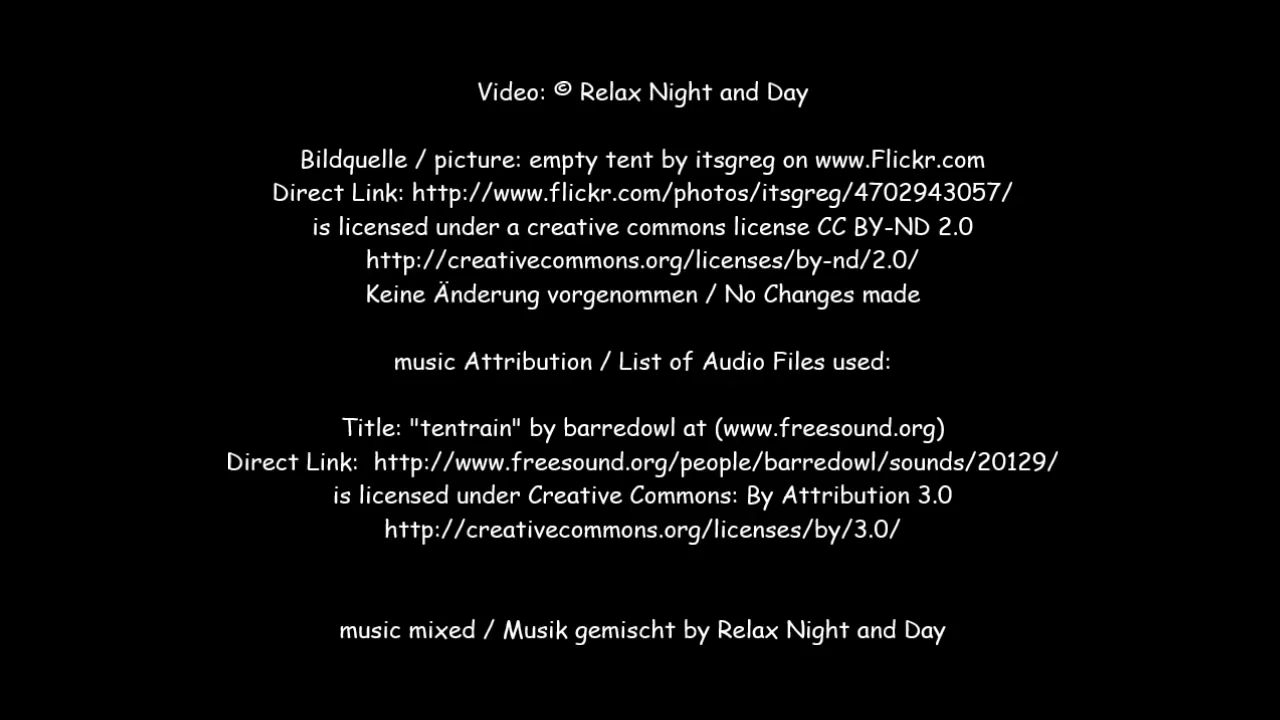 Video: © Relax Night and Day
Bildquelle / picture: empty tent by itsgreg on www.Flickr.com
Direct Link: http://www.flickr.com/photos/itsgreg/4702943057/
is licensed under a creative commons license CC BY-ND 2.0
http://creativecommons.org/licenses/by-nd/2.0/
Keine Änderung vorgenommen / No Changes made
music Attribution / List of Audio Files used:
Title: "tentrain" by barredowl at (www.freesound.org)
Direct Link:  http://www.freesound.org/people/barredowl/sounds/20129/
is licensed under Creative Commons: By Attribution 3.0
http://creativecommons.org/licenses/by/3.0/
music mixed / Musik gemischt by Relax Night and Day